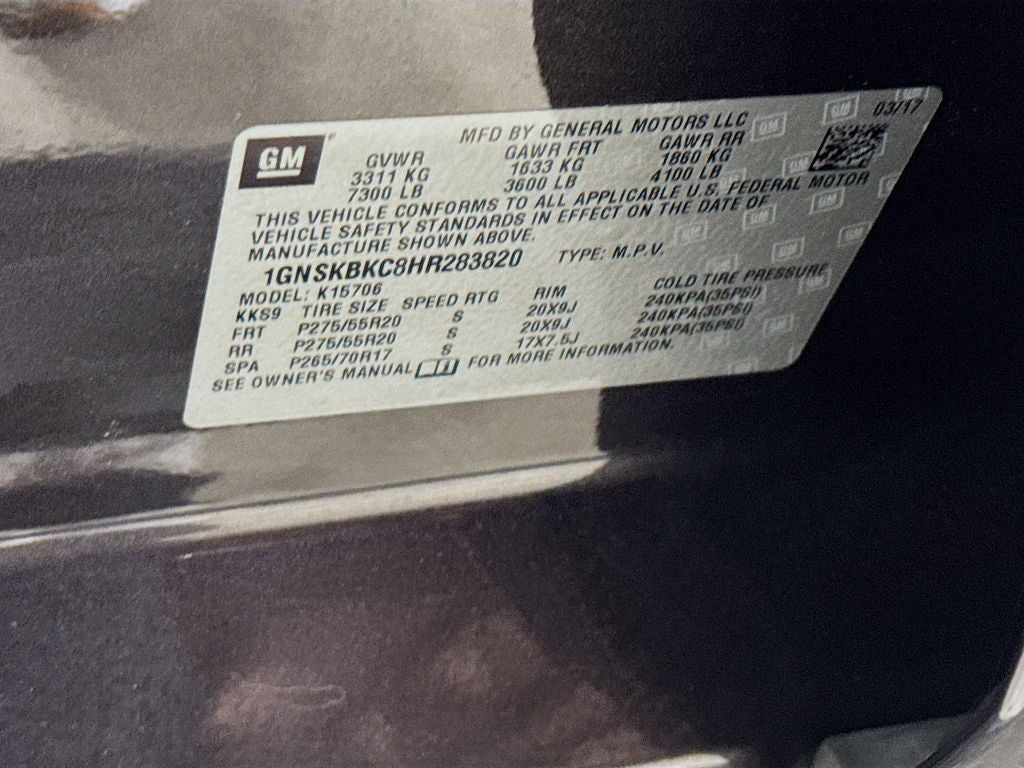 GM
MFD BY GENERAL MOTORS LLC 03/17
GVWR GAWR FRT GAWR RR
3311 KG 1633 KG 1860 KG
7300 LB 3600 LB 4100 LB
THIS VEHICLE CONFORMS TO ALL APPLICABLE U.S. FEDERAL MOTOR
VEHICLE SAFETY STANDARDS IN EFFECT ON THE DATE OF
MANUFACTURE SHOWN ABOVE.
1GNSKBKC8HR283820 TYPE: M.P.V.
MODEL: K15706
KKS9 TIRE SIZE SPEED RTG RIM COLD TIRE PRESSURE
FRT P275/55R20 S 20X9J 240KPA(35PSI)
RR P275/55R20 S 20X9J 240KPA(35PSI)
SPA P265/70R17 S 17X7.5J 240KPA(35PSI)
SEE OWNER'S MANUAL FOR MORE INFORMATION.